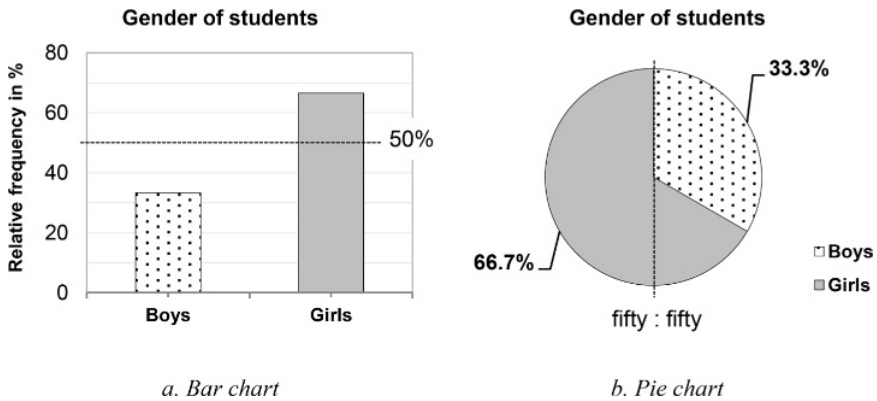 Gender of students
Relative frequency in %
80
60
40
20
0
50%
Boys
Girls
a. Bar chart
Gender of students
33.3%
66.7%
Boys
Girls
fifty : fifty
b. Pie chart